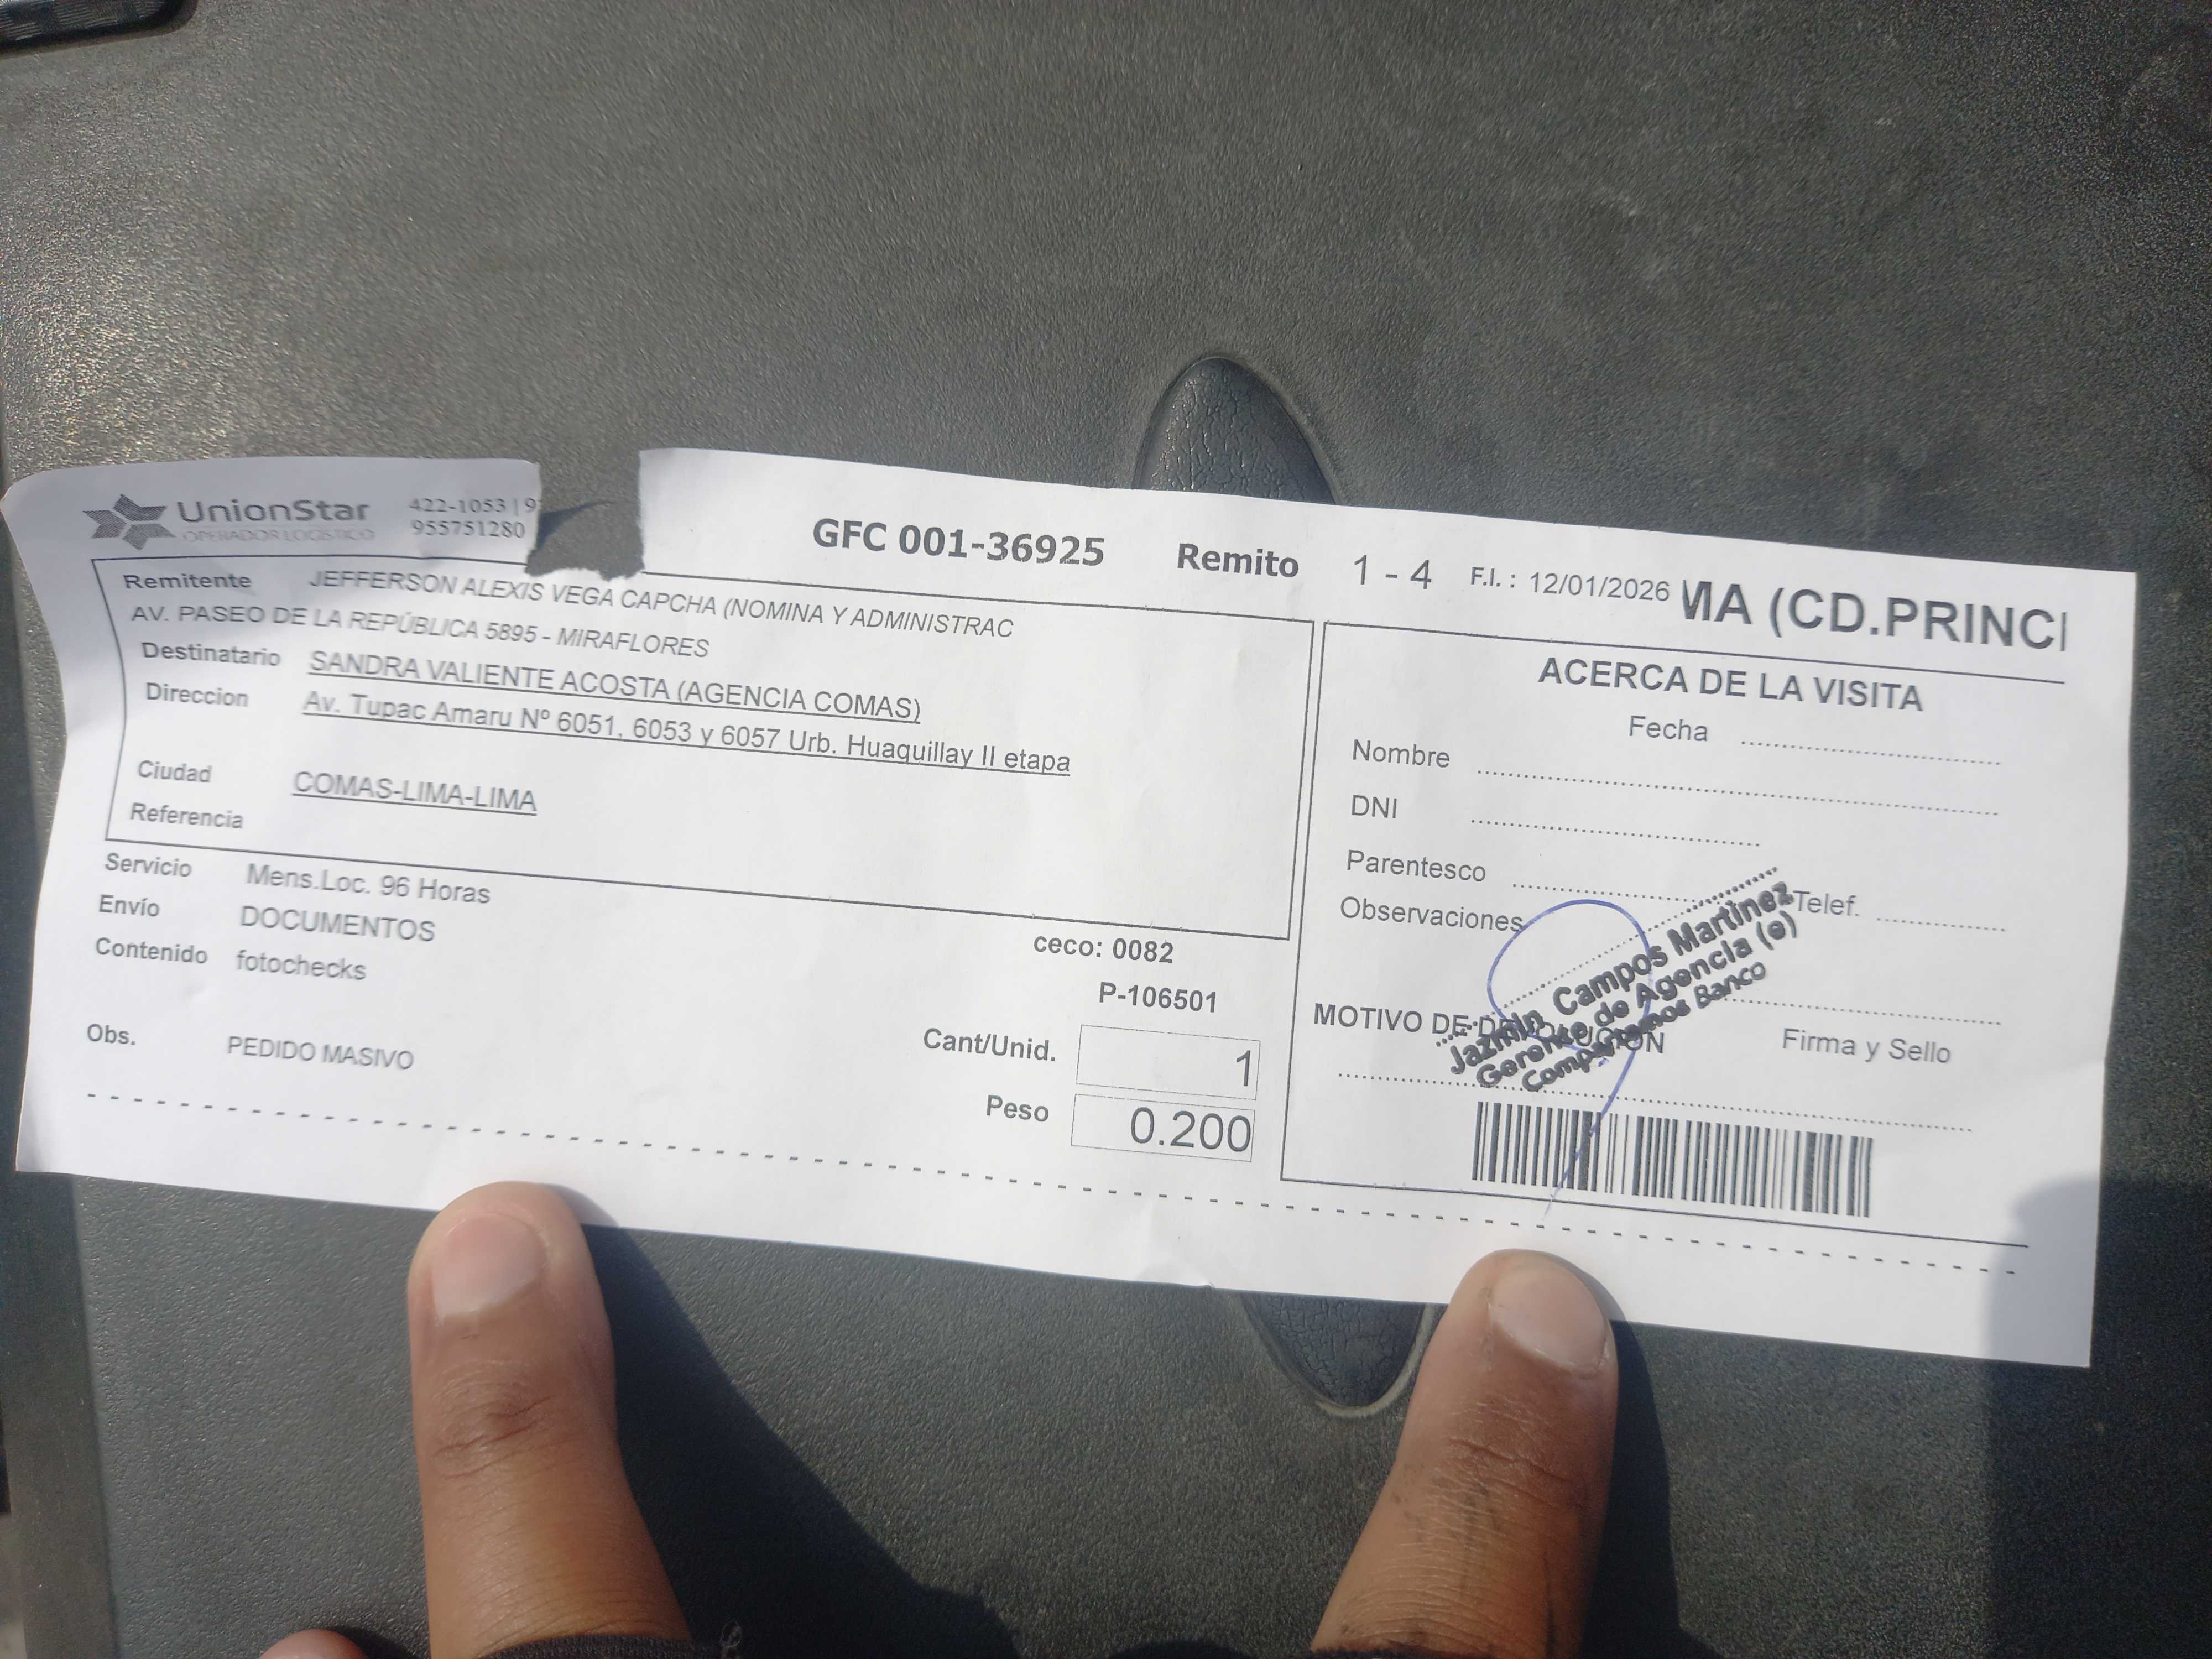 UnionStar
OPERADOR LOGISTICO
422-1053 | 9
955751280
GFC 001-36925 Remito 1 - 4 F.I. : 12/01/2026 MA (CD.PRINCI
Remitente JEFFERSON ALEXIS VEGA CAPCHA (NOMINA Y ADMINISTRAC
AV. PASEO DE LA REPÚBLICA 5895 - MIRAFLORES
Destinatario SANDRA VALIENTE ACOSTA (AGENCIA COMAS)
Direccion Av. Tupac Amaru Nº 6051, 6053 y 6057 Urb. Huaquillay II etapa
Ciudad COMAS-LIMA-LIMA
Referencia
Servicio Mens.Loc. 96 Horas
Envío DOCUMENTOS
Contenido fotochecks
ceco: 0082
P-106501
Obs. PEDIDO MASIVO
Cant/Unid. 1
Peso 0.200
ACERCA DE LA VISITA
Fecha
Nombre
DNI
Parentesco
Telef.
Observaciones
MOTIVO DE DEVOLUCION
Firma y Sello
Jazmín Campos Martínez
Gerente de Agencia (e)
Compartamos Banco